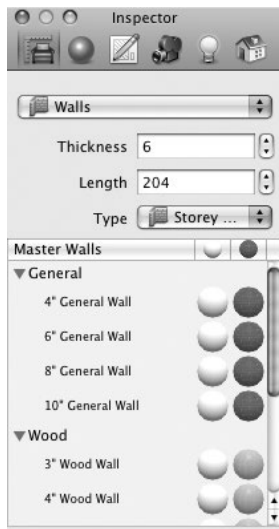 Inspector
Walls
Thickness 6
Length 204
Type Storey ...
Master Walls
General
4" General Wall
6" General Wall
8" General Wall
10" General Wall
Wood
3" Wood Wall
4" Wood Wall